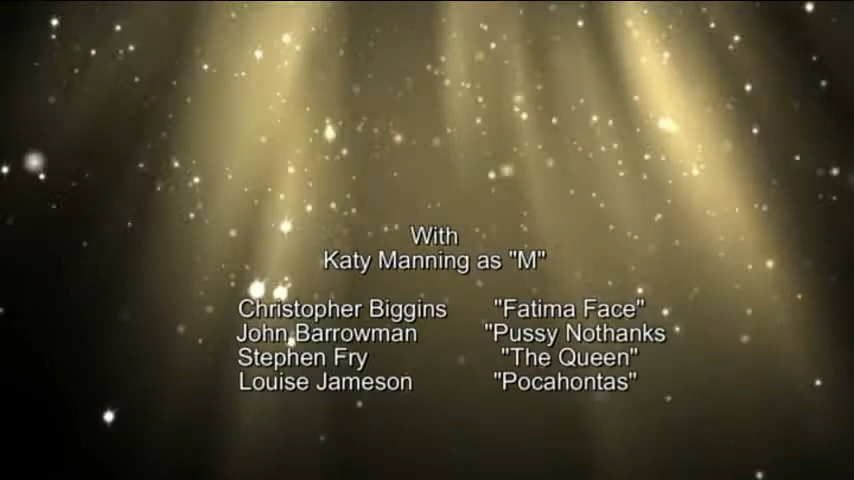 With
Katy Manning as "M"
Christopher Biggins "Fatima Face"
John Barrowman "Pussy Nothanks
Stephen Fry "The Queen"
Louise Jameson "Pocahontas"